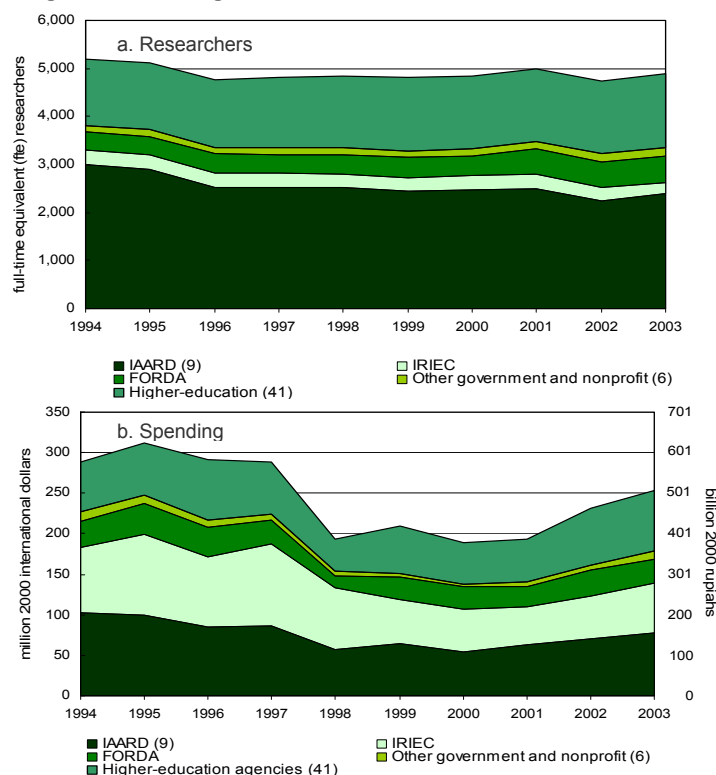 6,000
a. Researchers
5,000
4,000
3,000
2,000
1,000
0
full-time equivalent (fte) researchers
1994 1995 1996 1997 1998 1999 2000 2001 2002 2003
IAARD (9) IRIEC
FORDA Other government and nonprofit (6)
Higher-education (41)
350 701
b. Spending
300 601
250 501
200 401
150 301
100 200
50 100
0 0
million 2000 international dollars
billion 2000 rupiahs
1994 1995 1996 1997 1998 1999 2000 2001 2002 2003
IAARD (9) IRIEC
FORDA Other government and nonprofit (6)
Higher-education agencies (41)